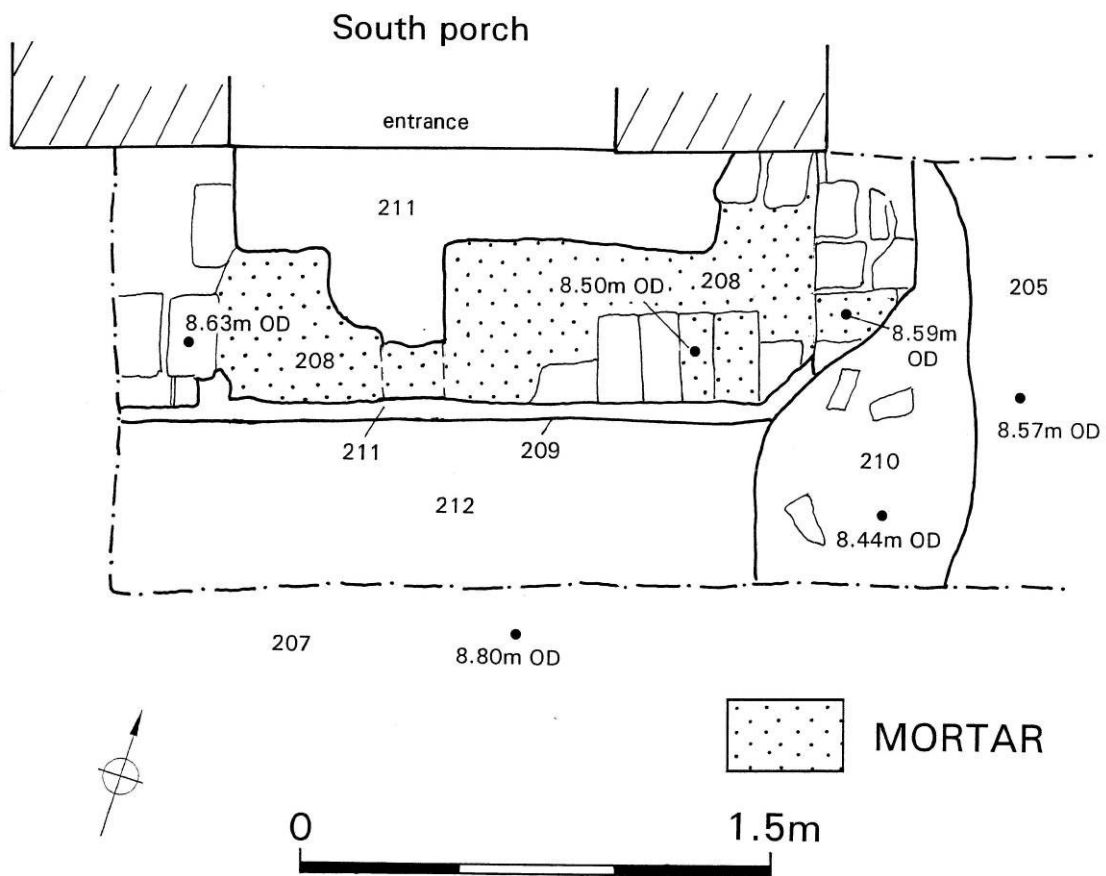 South porch
entrance
211
8.50m OD
208
205
8.63m OD
208
8.59m
OD
211
209
8.57m OD
210
212
8.44m OD
207
8.80m OD
MORTAR
0
1.5m